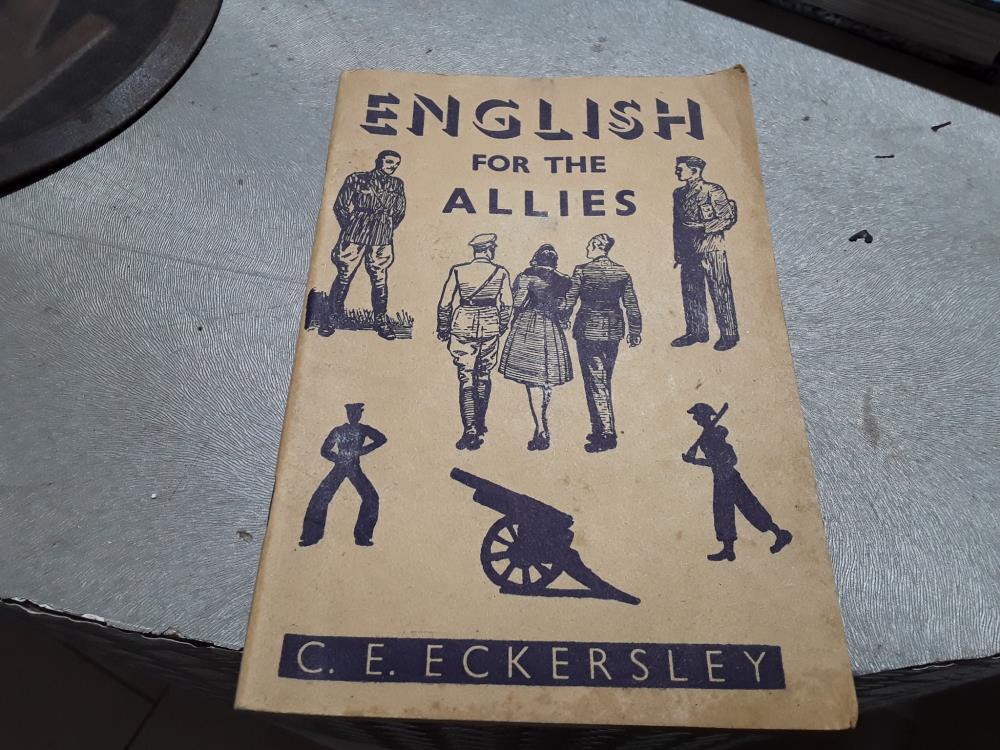 ENGLISH
FOR THE
ALLIES
C. E. ECKERSLEY